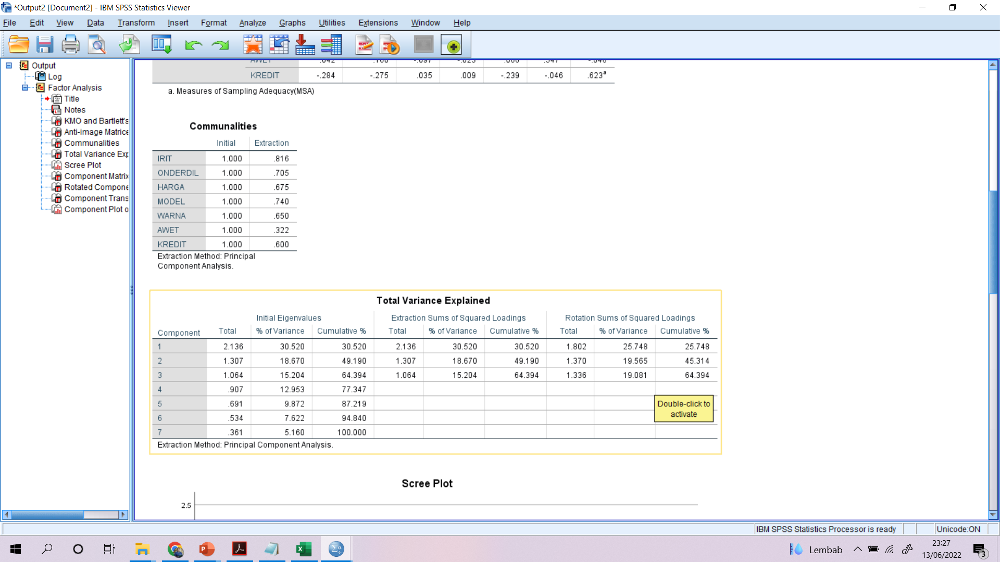 *Output2 [Document2] - IBM SPSS Statistics Viewer
File Edit View Data Transform Insert Format Analyze Graphs Utilities Extensions Window Help
Output
Log
Factor Analysis
Title
Notes
KMO and Bartlett's
Anti-image Matrice
Communalities
Total Variance Exp
Scree Plot
Component Matrix
Rotated Compone
Component Trans
Component Plot o
KREDIT -.284 -.275 .035 .009 -.239 -.046 .623a
a. Measures of Sampling Adequacy(MSA)
Communalities
Initial Extraction
IRIT 1.000 .816
ONDERDIL 1.000 .705
HARGA 1.000 .675
MODEL 1.000 .740
WARNA 1.000 .650
AWET 1.000 .322
KREDIT 1.000 .600
Extraction Method: Principal
Component Analysis.
Total Variance Explained
Initial Eigenvalues Extraction Sums of Squared Loadings Rotation Sums of Squared Loadings
Component Total % of Variance Cumulative % Total % of Variance Cumulative % Total % of Variance Cumulative %
1 2.136 30.520 30.520 2.136 30.520 30.520 1.802 25.748 25.748
2 1.307 18.670 49.190 1.307 18.670 49.190 1.370 19.565 45.314
3 1.064 15.204 64.394 1.064 15.204 64.394 1.336 19.081 64.394
4 .907 12.953 77.347
5 .691 9.872 87.219
6 .534 7.622 94.840
7 .361 5.160 100.000
Double-click to
activate
Extraction Method: Principal Component Analysis.
Scree Plot
2.5
IBM SPSS Statistics Processor is ready Unicode:ON
Lembab
23:27
13/06/2022
3